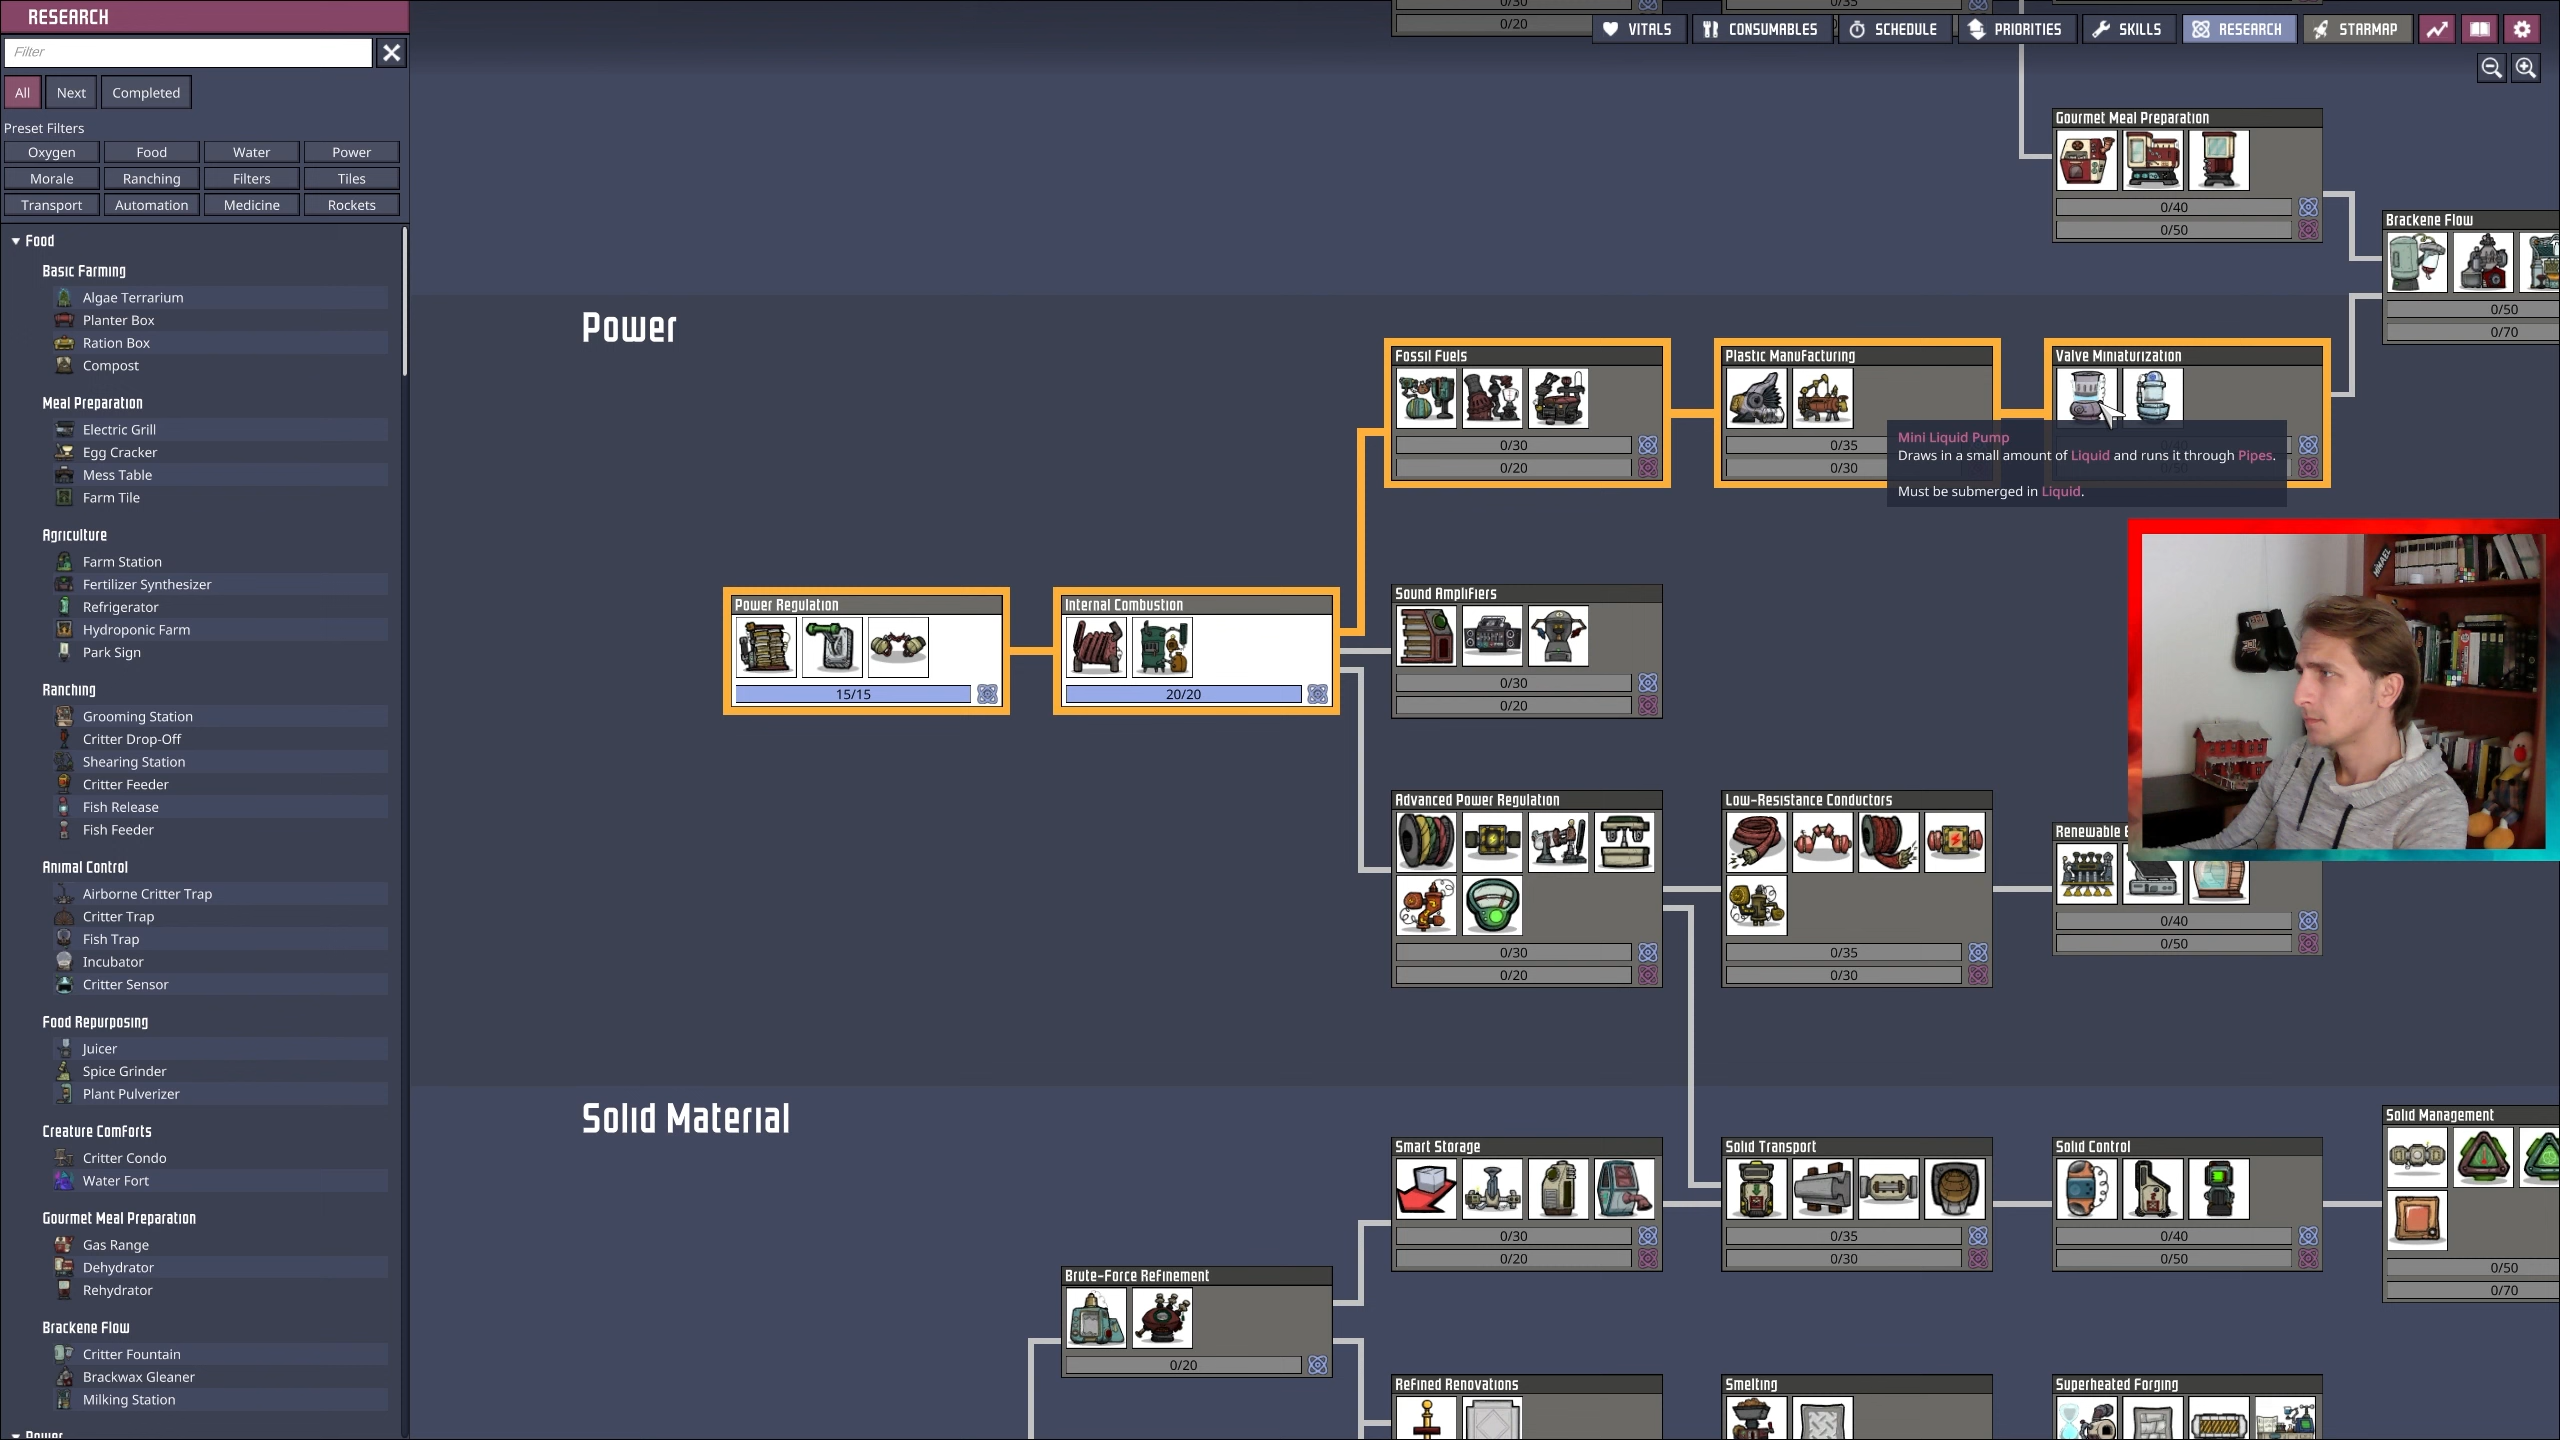 RESEARCH
Filter
All
Next
Completed
Preset Filters
Oxygen
Food
Water
Power
Morale
Ranching
Filters
Tiles
Transport
Automation
Medicine
Rockets
Food
Basic Farming
Algae Terrarium
Planter Box
Ration Box
Compost
Meal Preparation
Electric Grill
Egg Cracker
Mess Table
Farm Tile
Agriculture
Farm Station
Fertilizer Synthesizer
Refrigerator
Hydroponic Farm
Park Sign
Ranching
Grooming Station
Critter Drop-Off
Shearing Station
Critter Feeder
Fish Release
Fish Feeder
Animal Control
Airborne Critter Trap
Critter Trap
Fish Trap
Incubator
Critter Sensor
Food Repurposing
Juicer
Spice Grinder
Plant Pulverizer
Creature Comforts
Critter Condo
Water Fort
Gourmet Meal Preparation
Gas Range
Dehydrator
Rehydrator
Brackene Flow
Critter Fountain
Brackwax Gleaner
Milking Station
Power
0/30
0/20
0/35
VITALS
CONSUMABLES
SCHEDULE
PRIORITIES
SKILLS
RESEARCH
STARMAP
Gourmet Meal Preparation
0/40
0/50
Brackene Flow
0/50
0/70
Power
Fossil Fuels
0/30
0/20
Plastic Manufacturing
0/35
0/30
Valve Miniaturization
Mini Liquid Pump
Draws in a small amount of Liquid and runs it through Pipes.
Must be submerged in Liquid.
Power Regulation
15/15
Internal Combustion
20/20
Sound Amplifiers
0/30
0/20
Advanced Power Regulation
0/30
0/20
Low-Resistance Conductors
0/35
0/30
Renewable
0/40
0/50
NIKAEL
Solid Material
Smart Storage
0/30
0/20
Solid Transport
0/35
0/30
Solid Control
0/40
0/50
Solid Management
0/50
0/70
Brute-Force Refinement
0/20
Refined Renovations
Smelting
Superheated Forging